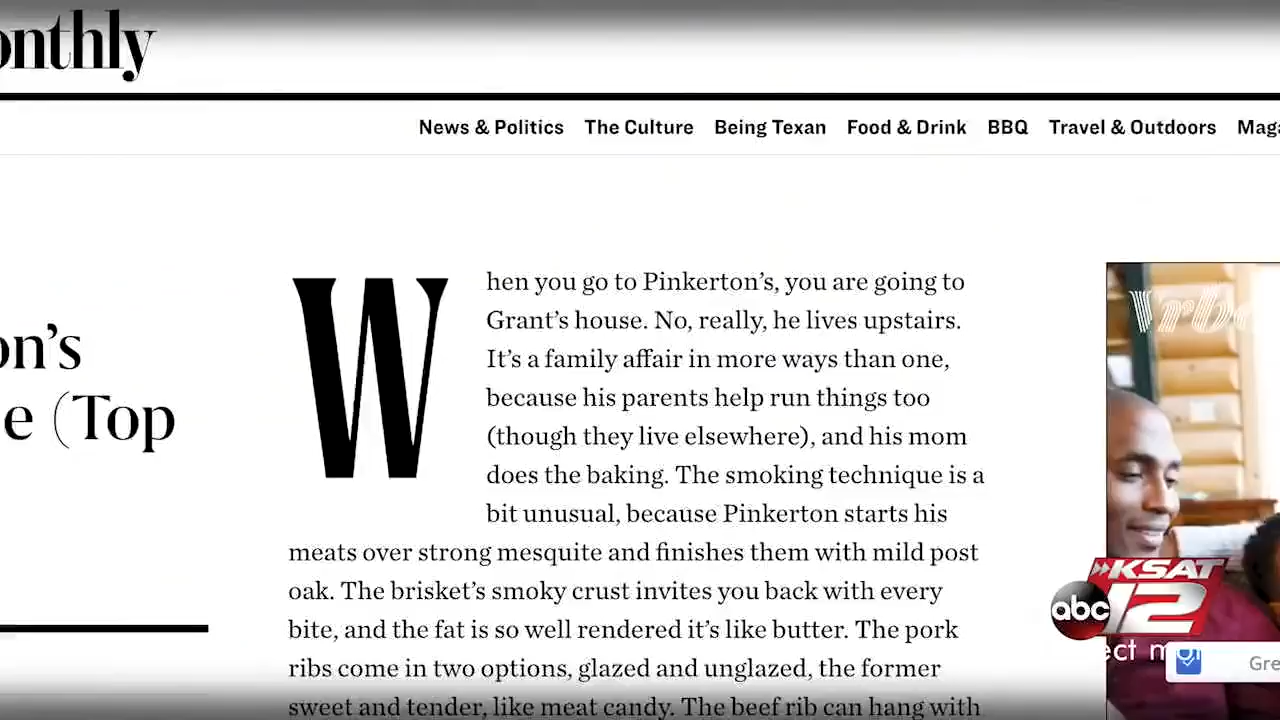 onthly
News & Politics The Culture Being Texan Food & Drink BBQ Travel & Outdoors Maga
on's
e (Top
When you go to Pinkerton's, you are going to
Grant's house. No, really, he lives upstairs.
It's a family affair in more ways than one,
because his parents help run things too
(though they live elsewhere), and his mom
does the baking. The smoking technique is a
bit unusual, because Pinkerton starts his
meats over strong mesquite and finishes them with mild post
oak. The brisket's smoky crust invites you back with every
bite, and the fat is so well rendered it's like butter. The pork
ribs come in two options, glazed and unglazed, the former
sweet and tender, like meat candy. The beef rib can hang with
Vrbo
KSAT
abc 12
ect mor
Gre